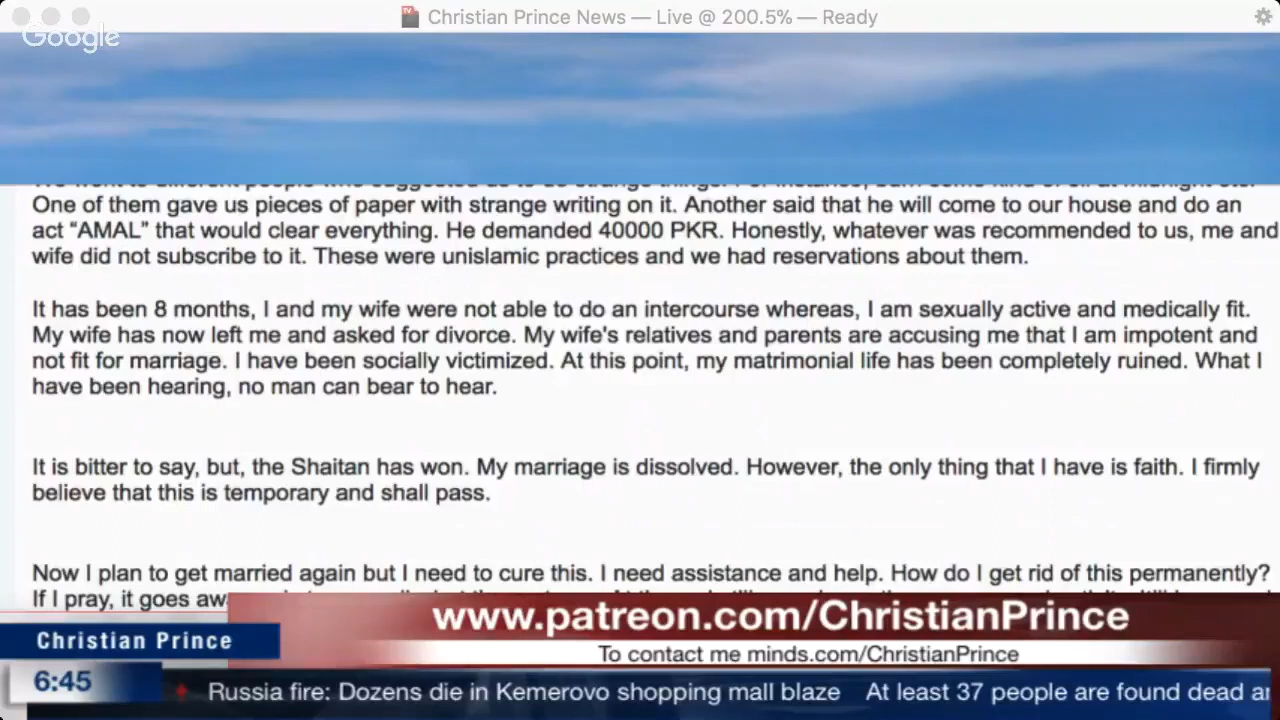 Christian Prince News — Live @ 200.5% — Ready
Google
One of them gave us pieces of paper with strange writing on it. Another said that he will come to our house and do an
act “AMAL” that would clear everything. He demanded 40000 PKR. Honestly, whatever was recommended to us, me and
wife did not subscribe to it. These were unislamic practices and we had reservations about them.
It has been 8 months, I and my wife were not able to do an intercourse whereas, I am sexually active and medically fit.
My wife has now left me and asked for divorce. My wife's relatives and parents are accusing me that I am impotent and
not fit for marriage. I have been socially victimized. At this point, my matrimonial life has been completely ruined. What I
have been hearing, no man can bear to hear.
It is bitter to say, but, the Shaitan has won. My marriage is dissolved. However, the only thing that I have is faith. I firmly
believe that this is temporary and shall pass.
Now I plan to get married again but I need to cure this. I need assistance and help. How do I get rid of this permanently?
If I pray, it goes
www.patreon.com/ChristianPrince
Christian Prince
To contact me minds.com/ChristianPrince
6:45
Russia fire: Dozens die in Kemerovo shopping mall blaze At least 37 people are found dead